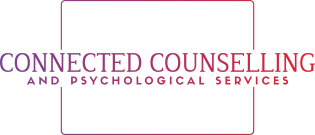 CONNECTED COUNSELLING
AND PSYCHOLOGICAL SERVICES